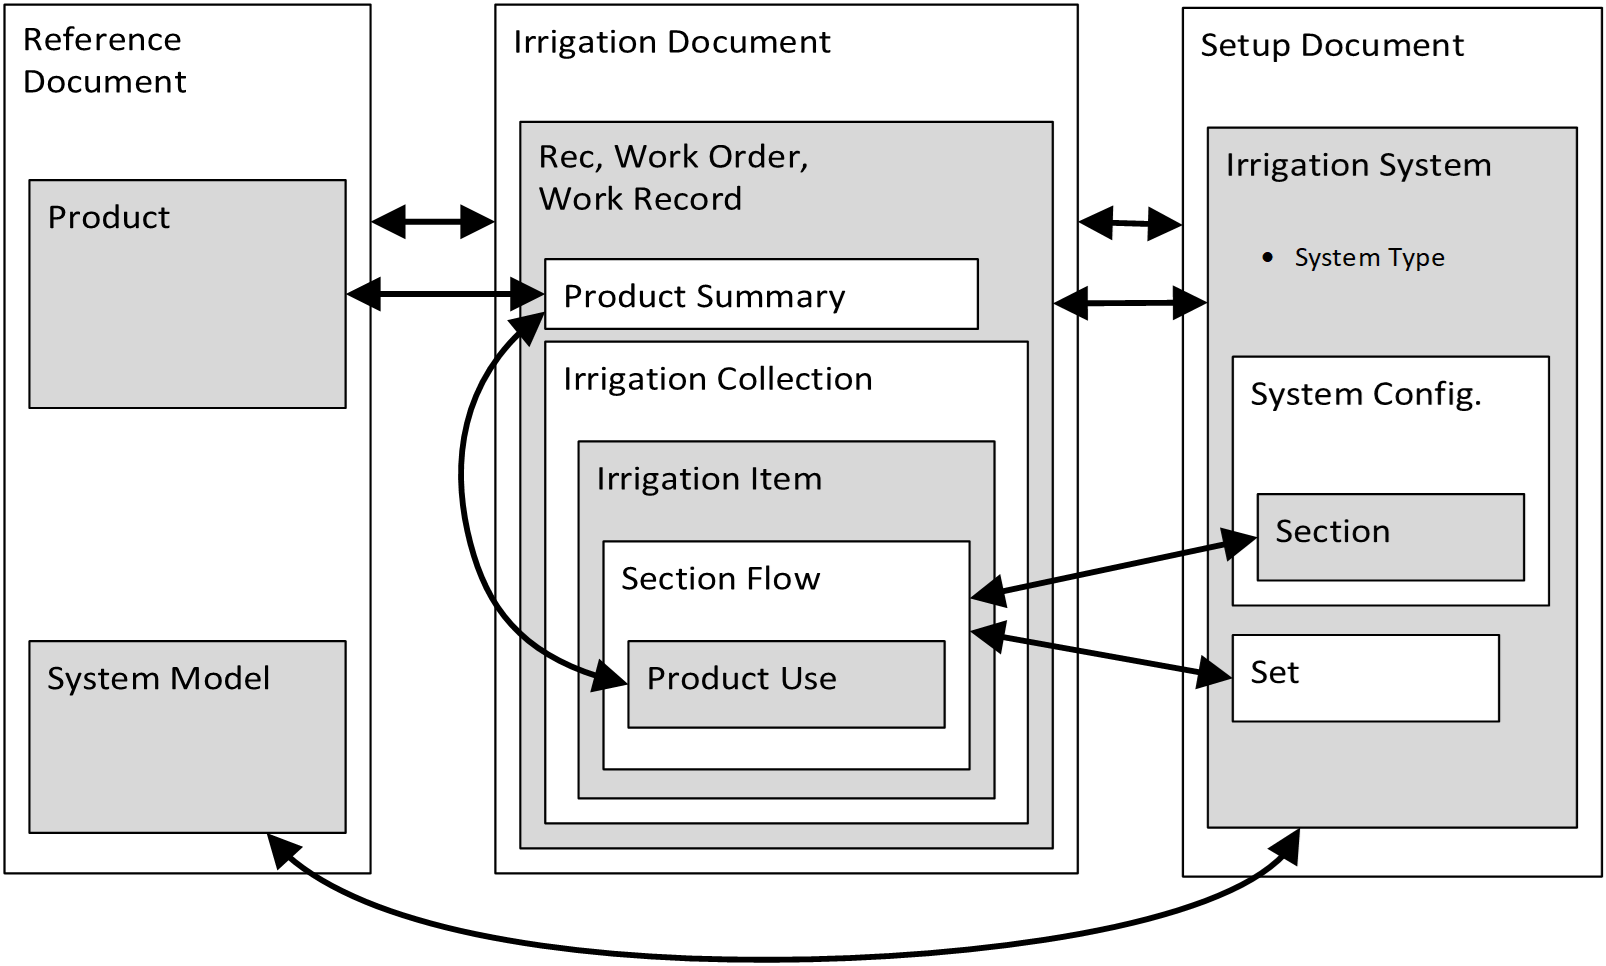 Reference
Document
Product
System Model
Irrigation Document
Rec, Work Order,
Work Record
Product Summary
Irrigation Collection
Irrigation Item
Section Flow
Product Use
Setup Document
Irrigation System
• System Type
System Config.
Section
Set